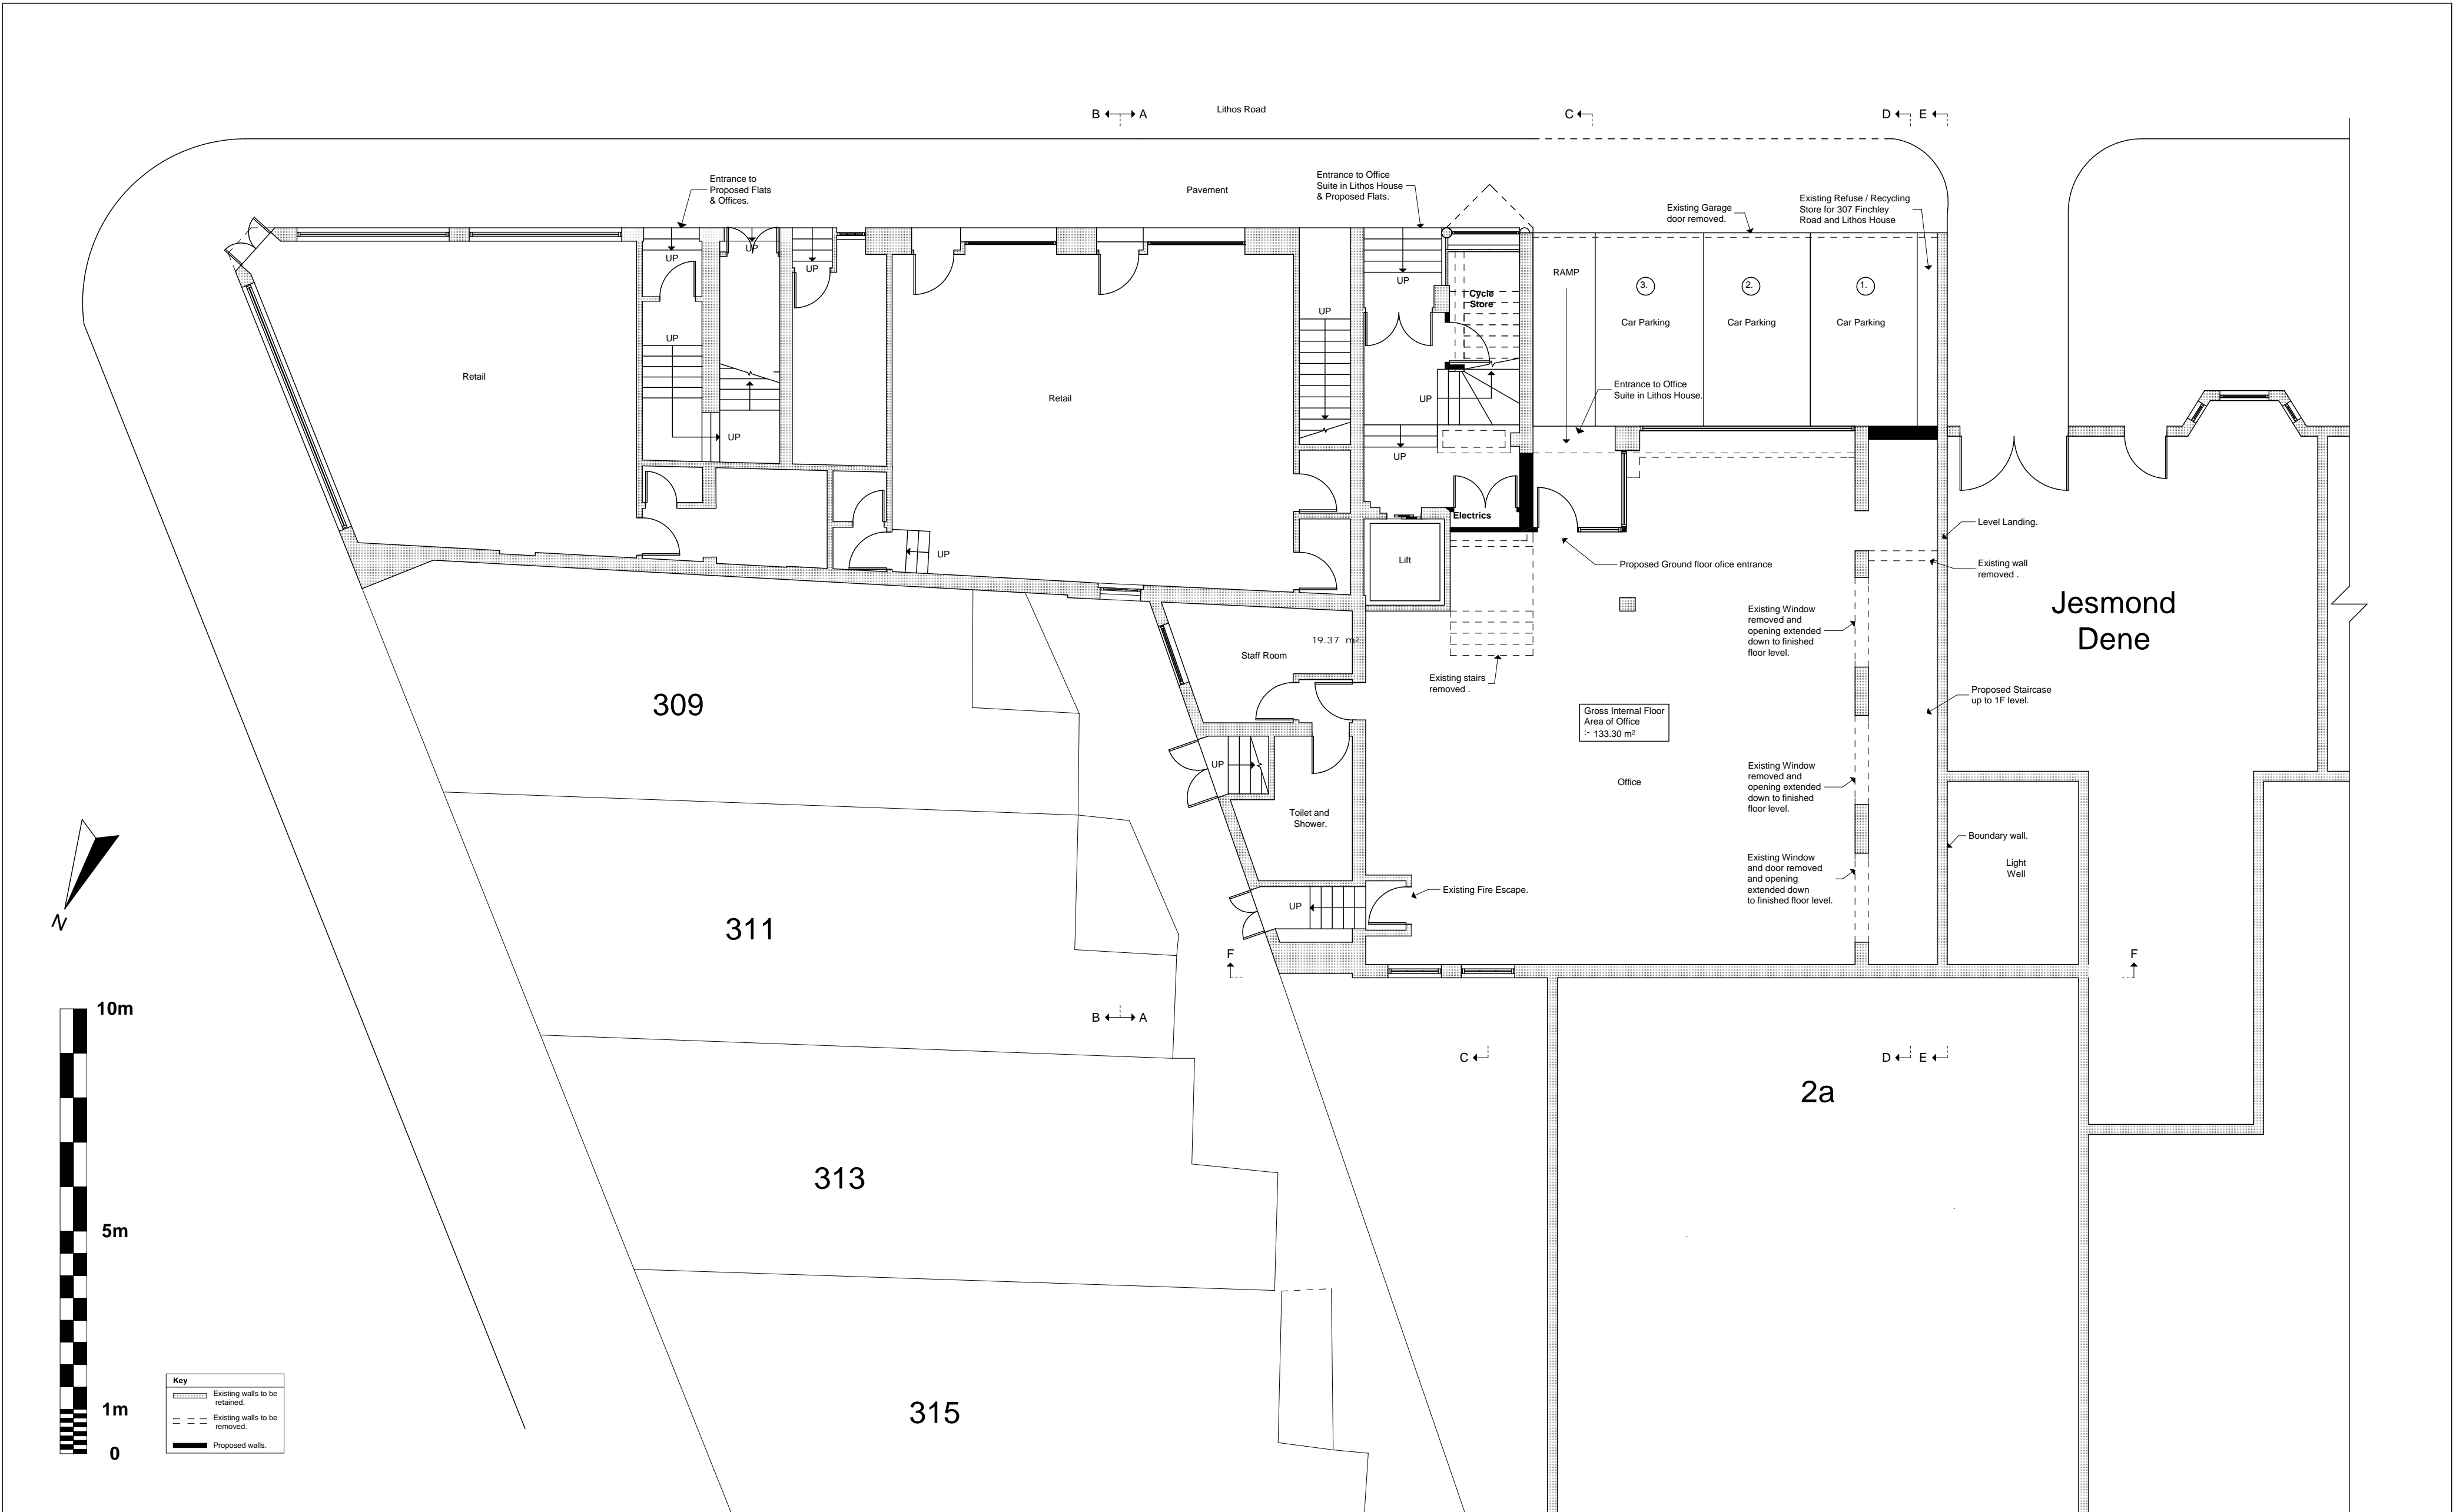 B A
Lithos Road
C
D E
Entrance to
Proposed Flats
& Offices.
Pavement
Entrance to Office
Suite in Lithos House
& Proposed Flats.
Existing Garage
door removed.
Existing Refuse / Recycling
Store for 307 Finchley
Road and Lithos House
UP
UP
UP
UP
RAMP
3.
2.
1.
Cycle
Store
Car Parking
Car Parking
Car Parking
UP
UP
Retail
Retail
Entrance to Office
Suite in Lithos House.
UP
UP
UP
Electrics
Level Landing.
UP
Lift
Proposed Ground floor ofice entrance
Existing wall
removed .
Jesmond
Dene
Existing Window
removed and
opening extended
down to finished
floor level.
19.37 m²
Staff Room
Existing stairs
removed .
Proposed Staircase
up to 1F level.
309
Gross Internal Floor
Area of Office
:- 133.30 m²
UP
Office
Existing Window
removed and
opening extended
down to finished
floor level.
Toilet and
Shower.
Boundary wall.
Light
Well
Existing Window
and door removed
and opening
extended down
to finished floor level.
Existing Fire Escape.
UP
N
311
F
F
10m
B A
C
D E
2a
313
5m
1m
0
Key
Existing walls to be
retained.
Existing walls to be
removed.
Proposed walls.
315